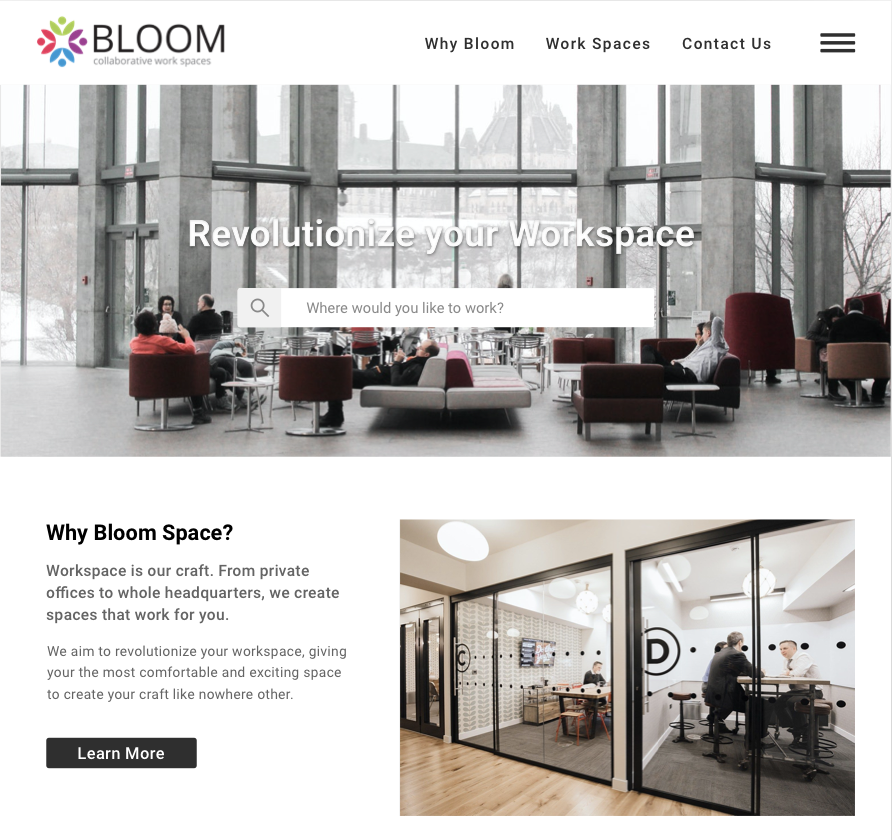 BLOOM
collaborative work spaces
Why Bloom
Work Spaces
Contact Us
Revolutionize your Workspace
Where would you like to work?
Why Bloom Space?
Workspace is our craft. From private
offices to whole headquarters, we create
spaces that work for you.
We aim to revolutionize your workspace, giving
your the most comfortable and exciting space
to create your craft like nowhere other.
Learn More
C
D